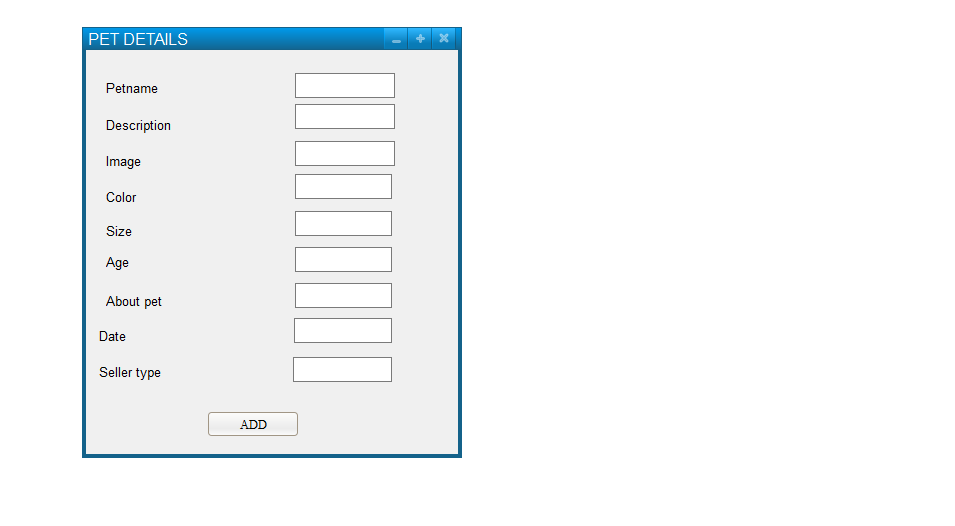 PET DETAILS
Petname
Description
Image
Color
Size
Age
About pet
Date
Seller type
ADD